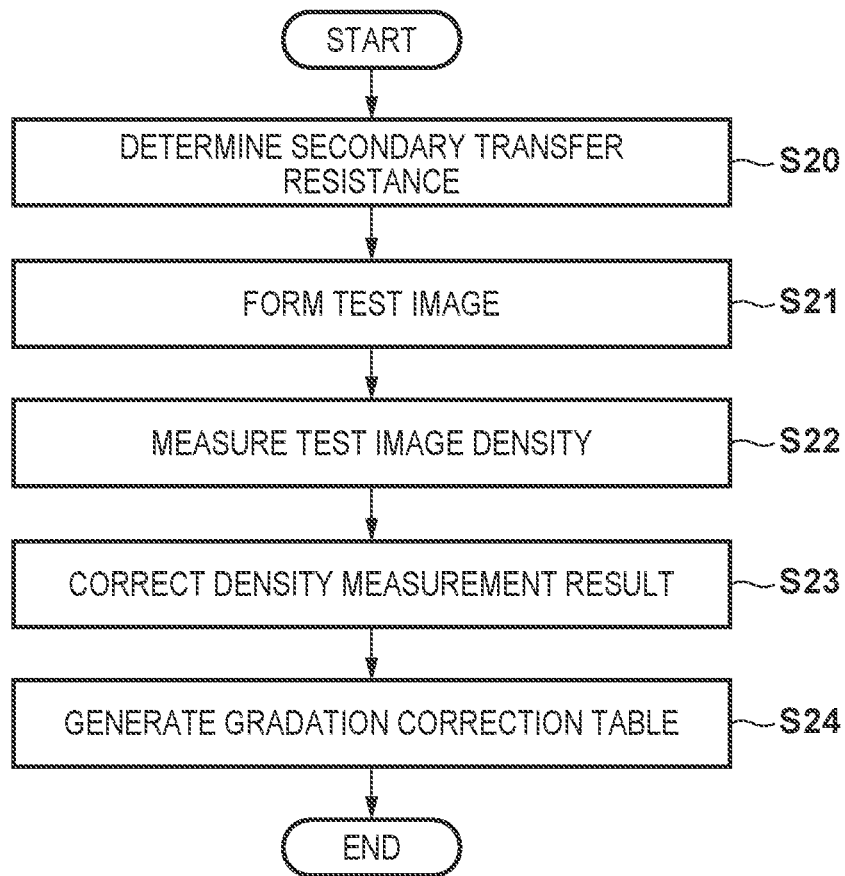 START
DETERMINE SECONDARY TRANSFER
RESISTANCE
S20
FORM TEST IMAGE
S21
MEASURE TEST IMAGE DENSITY
S22
CORRECT DENSITY MEASUREMENT RESULT
S23
GENERATE GRADATION CORRECTION TABLE
S24
END